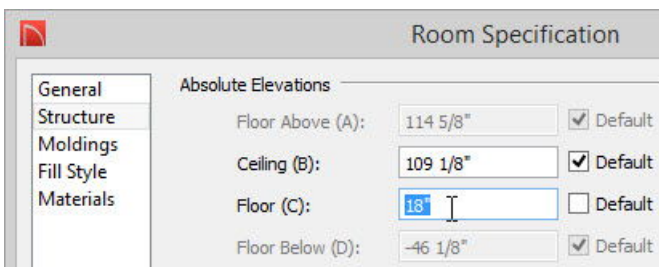 Room Specification
General
Structure
Moldings
Fill Style
Materials
Absolute Elevations
Floor Above (A): 114 5/8" Default
Ceiling (B): 109 1/8" Default
Floor (C): 18" Default
Floor Below (D): -46 1/8" Default